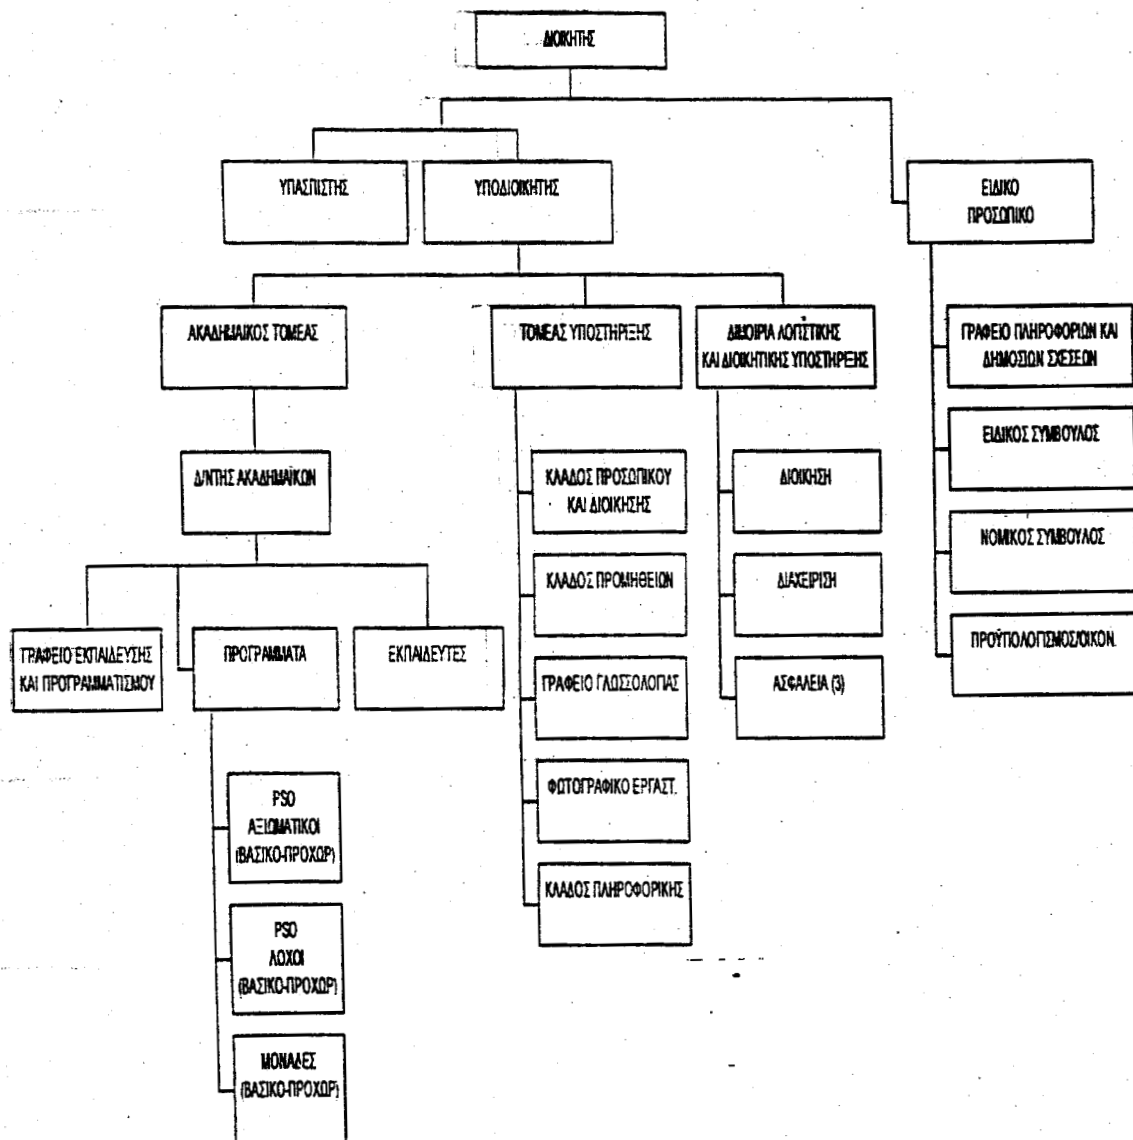 ΔΙΟΙΚΗΤΗΣ
ΥΠΑΣΠΙΣΤΗΣ
ΥΠΟΔΙΟΙΚΗΤΗΣ
ΕΙΔΙΚΟ
ΠΡΟΣΩΠΙΚΟ
ΑΚΑΔΗΜΑΙΚΟΣ ΤΟΜΕΑΣ
ΤΟΜΕΑΣ ΥΠΟΣΤΗΡΙΞΗΣ
ΔΙΜΟΙΡΙΑ ΛΟΓΙΣΤΙΚΗΣ
ΚΑΙ ΔΙΟΙΚΗΤΙΚΗΣ ΥΠΟΣΤΗΡΙΞΗΣ
ΓΡΑΦΕΙΟ ΠΛΗΡΟΦΟΡΙΩΝ ΚΑΙ
ΔΗΜΟΣΙΩΝ ΣΧΕΣΕΩΝ
ΕΙΔΙΚΟΣ ΣΥΜΒΟΥΛΟΣ
ΝΟΜΙΚΟΣ ΣΥΜΒΟΥΛΟΣ
ΠΡΟΫΠΟΛΟΓΙΣΜΟΣ/ΟΙΚΟΝ.
Δ/ΝΤΗΣ ΑΚΑΔΗΜΑΪΚΩΝ
ΚΛΑΔΟΣ ΠΡΟΣΩΠΙΚΟΥ
ΚΑΙ ΔΙΟΙΚΗΣΗΣ
ΔΙΟΙΚΗΣΗ
ΚΛΑΔΟΣ ΠΡΟΜΗΘΕΙΩΝ
ΔΙΑΧΕΙΡΙΣΗ
ΓΡΑΦΕΙΟ ΕΚΠΑΙΔΕΥΣΗΣ
ΚΑΙ ΠΡΟΓΡΑΜΜΑΤΙΣΜΟΥ
ΠΡΟΓΡΑΜΜΑΤΑ
ΕΚΠΑΙΔΕΥΤΕΣ
ΓΡΑΦΕΙΟ ΓΛΩΣΣΟΛΟΓΙΑΣ
ΑΣΦΑΛΕΙΑ (3)
ΦΩΤΟΓΡΑΦΙΚΟ ΕΡΓΑΣΤ.
ΚΛΑΔΟΣ ΠΛΗΡΟΦΟΡΙΚΗΣ
PSO
ΑΞΙΩΜΑΤΙΚΟΙ
(ΒΑΣΙΚΟ-ΠΡΟΧΩΡ)
PSO
ΛΟΧΟΙ
(ΒΑΣΙΚΟ-ΠΡΟΧΩΡ)
ΜΟΝΑΔΕΣ
(ΒΑΣΙΚΟ-ΠΡΟΧΩΡ)